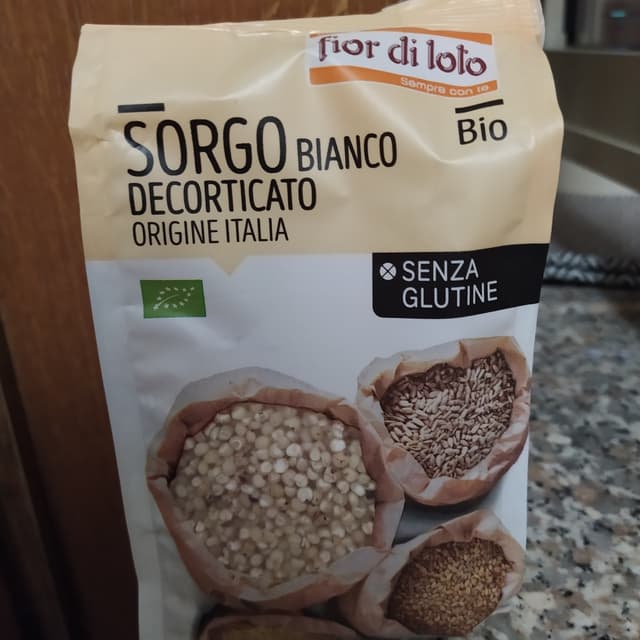 fior di loto
Sempre con te
Bio
SORGO BIANCO
DECORTICATO
ORIGINE ITALIA
SENZA
GLUTINE